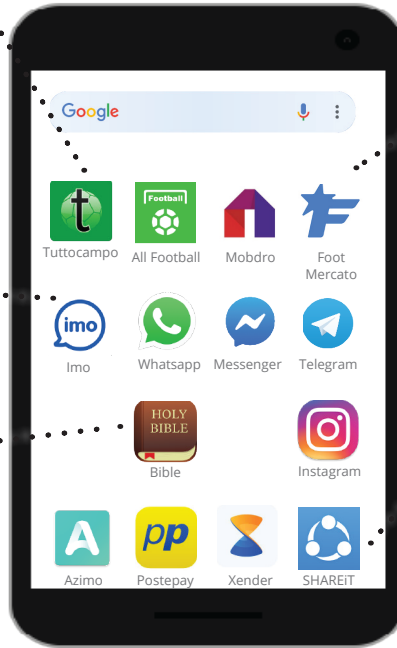 Google
t
Football
Tuttocampo
All Football
Mobdro
Foot
Mercato
imo
Imo
Whatsapp
Messenger
Telegram
HOLY
BIBLE
Bible
Instagram
A
pp
Azimo
Postepay
Xender
SHAREiT